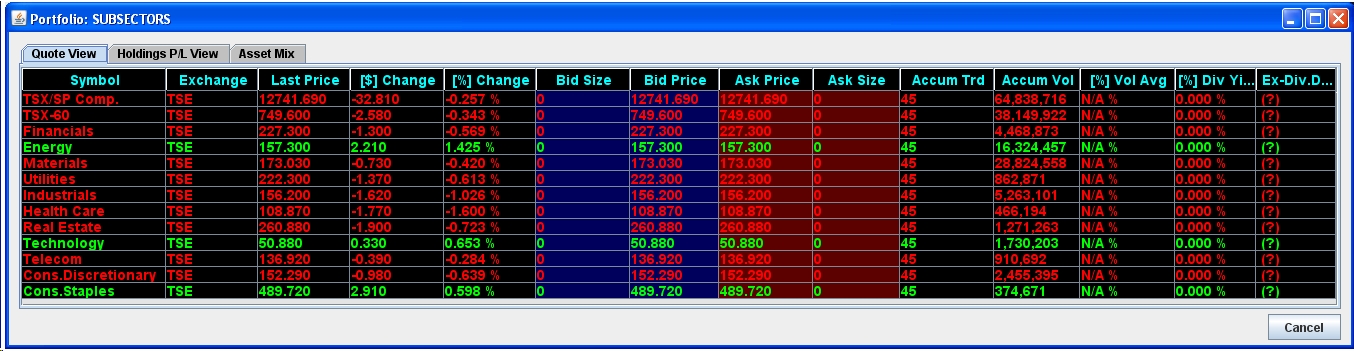 Portfolio: SUBSECTORS
Quote View Holdings P/L View Asset Mix
Symbol Exchange Last Price [$] Change [%] Change Bid Size Bid Price Ask Price Ask Size Accum Trd Accum Vol [%] Vol Avg [%] Div Yi... Ex-Div.D...
TSX/SP Comp. TSE 12741.690 -32.810 -0.257 % 0 12741.690 12741.690 0 45 64,838,716 N/A % 0.000 % (?)
TSX-60 TSE 749.600 -2.580 -0.343 % 0 749.600 749.600 0 45 38,149,922 N/A % 0.000 % (?)
Financials TSE 227.300 -1.300 -0.569 % 0 227.300 227.300 0 45 4,468,873 N/A % 0.000 % (?)
Energy TSE 157.300 2.210 1.425 % 0 157.300 157.300 0 45 16,324,457 N/A % 0.000 % (?)
Materials TSE 173.030 -0.730 -0.420 % 0 173.030 173.030 0 45 28,824,558 N/A % 0.000 % (?)
Utilities TSE 222.300 -1.370 -0.613 % 0 222.300 222.300 0 45 862,871 N/A % 0.000 % (?)
Industrials TSE 156.200 -1.620 -1.026 % 0 156.200 156.200 0 45 5,263,101 N/A % 0.000 % (?)
Health Care TSE 108.870 -1.770 -1.600 % 0 108.870 108.870 0 45 466,194 N/A % 0.000 % (?)
Real Estate TSE 260.880 -1.900 -0.723 % 0 260.880 260.880 0 45 1,271,263 N/A % 0.000 % (?)
Technology TSE 50.880 0.330 0.653 % 0 50.880 50.880 0 45 1,730,203 N/A % 0.000 % (?)
Telecom TSE 136.920 -0.390 -0.284 % 0 136.920 136.920 0 45 910,692 N/A % 0.000 % (?)
Cons.Discretionary TSE 152.290 -0.980 -0.639 % 0 152.290 152.290 0 45 2,455,395 N/A % 0.000 % (?)
Cons.Staples TSE 489.720 2.910 0.598 % 0 489.720 489.720 0 45 374,671 N/A % 0.000 % (?)
Cancel